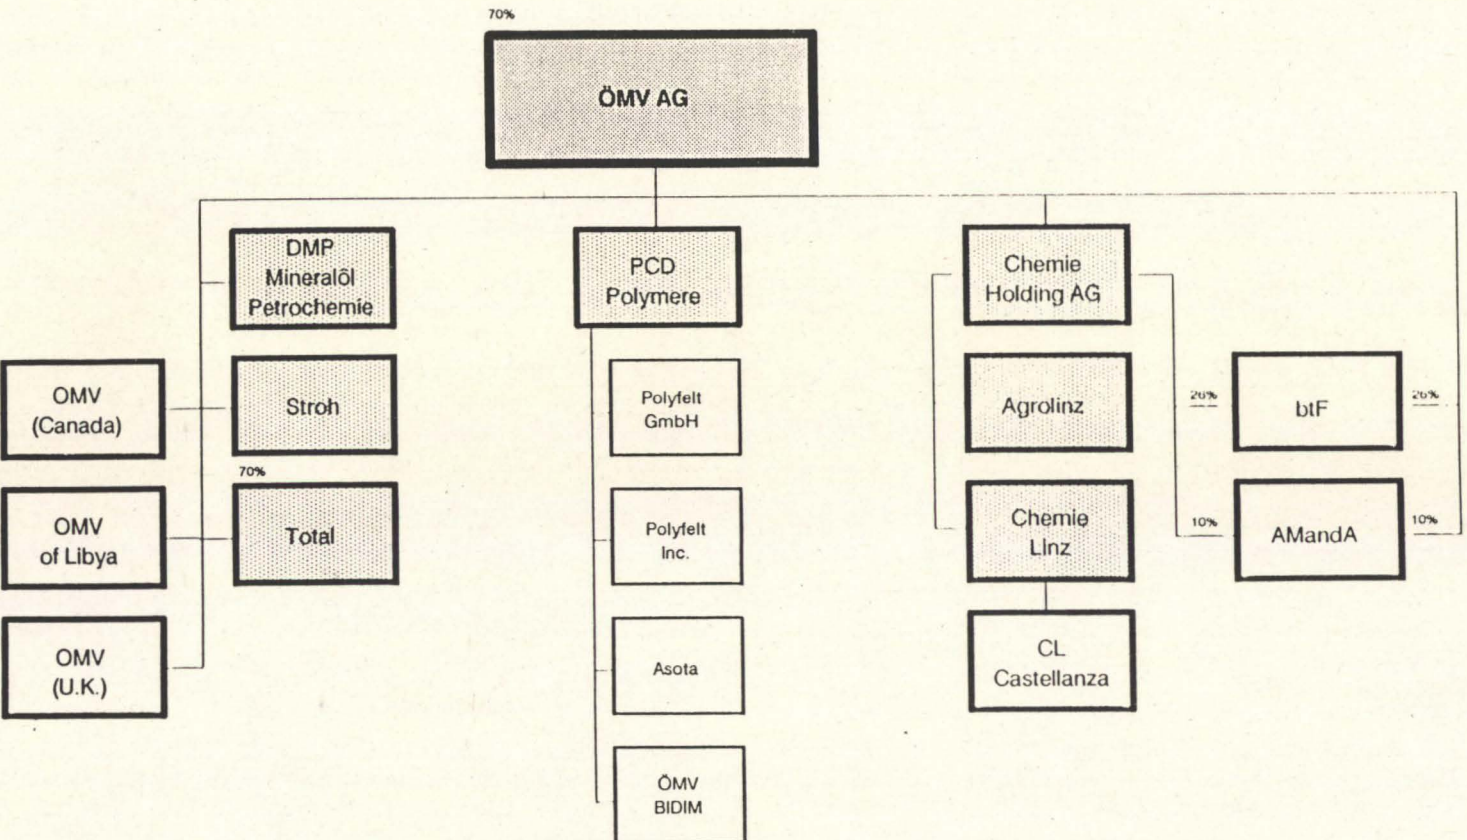 70%
ÖMV AG
DMP
Mineralöl
Petrochemie
PCD
Polymere
Chemie
Holding AG
OMV
(Canada)
Stroh
Polyfelt
GmbH
Agrolinz
26%
btF
26%
70%
OMV
of Libya
Total
Polyfelt
Inc.
Chemie
Linz
10%
AMandA
10%
OMV
(U.K.)
Asota
CL
Castellanza
ÖMV
BIDIM